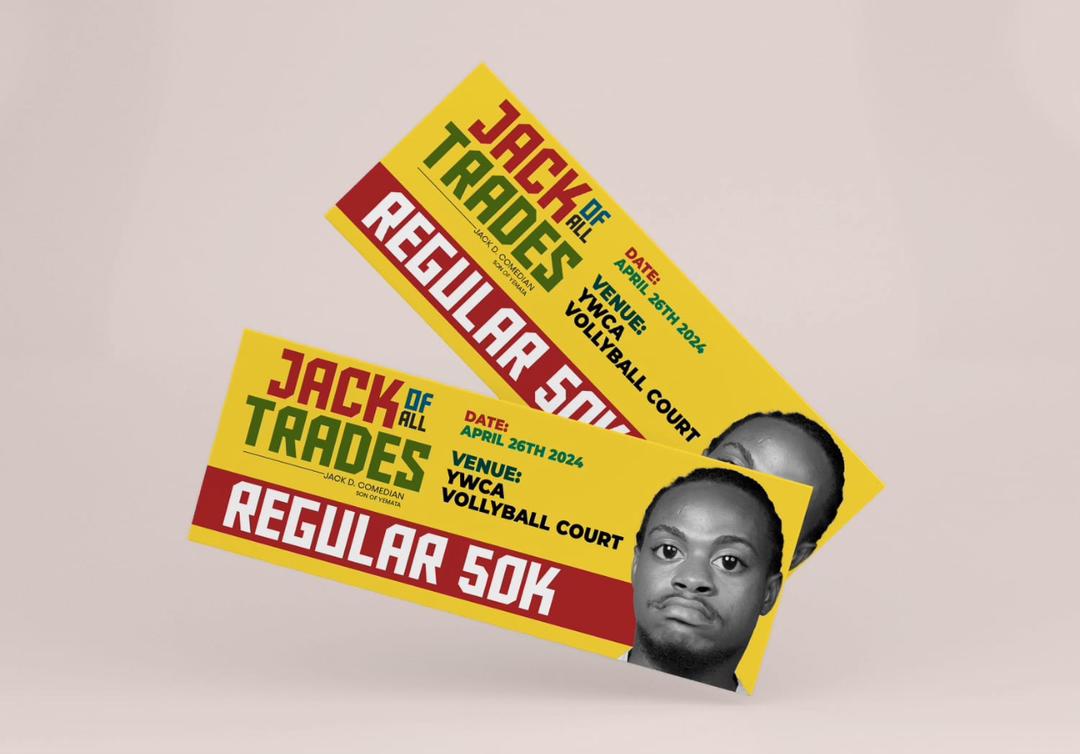 JACK OF
ALL
TRADES
JACK D. COMEDIAN
SON OF YEMATA
REGULAR 50K
DATE:
APRIL 26TH 2024
VENUE:
YWCA
VOLLYBALL COURT
JACK OF
ALL
TRADES
JACK D. COMEDIAN
SON OF YEMATA
REGULAR 50K
DATE:
APRIL 26TH 2024
VENUE:
YWCA
VOLLYBALL COURT